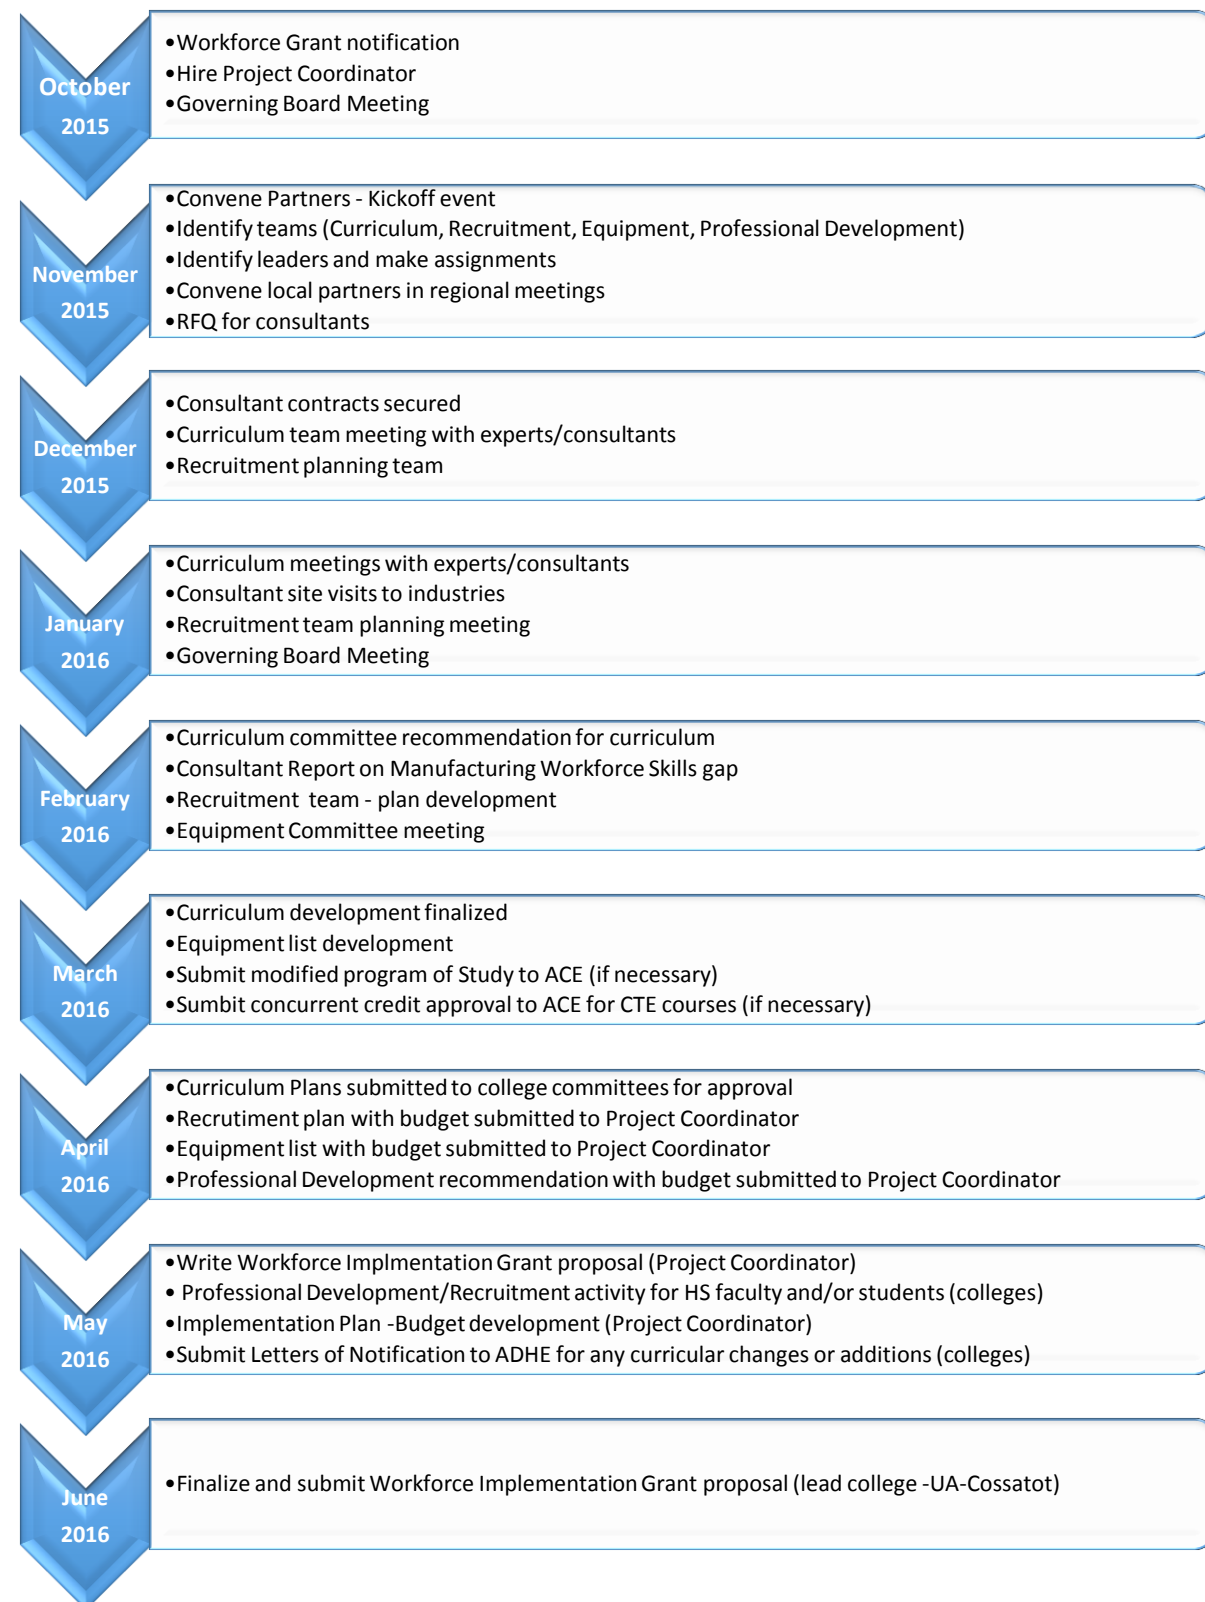 October
2015
•Workforce Grant notification
•Hire Project Coordinator
•Governing Board Meeting
November
2015
•Convene Partners - Kickoff event
•Identify teams (Curriculum, Recruitment, Equipment, Professional Development)
•Identify leaders and make assignments
•Convene local partners in regional meetings
•RFQ for consultants
December
2015
•Consultant contracts secured
•Curriculum team meeting with experts/consultants
•Recruitment planning team
January
2016
•Curriculum meetings with experts/consultants
•Consultant site visits to industries
•Recruitment team planning meeting
•Governing Board Meeting
February
2016
•Curriculum committee recommendation for curriculum
•Consultant Report on Manufacturing Workforce Skills gap
•Recruitment team - plan development
•Equipment Committee meeting
March
2016
•Curriculum development finalized
•Equipment list development
•Submit modified program of Study to ACE (if necessary)
•Sumbit concurrent credit approval to ACE for CTE courses (if necessary)
April
2016
•Curriculum Plans submitted to college committees for approval
•Recrutiment plan with budget submitted to Project Coordinator
•Equipment list with budget submitted to Project Coordinator
•Professional Development recommendation with budget submitted to Project Coordinator
May
2016
•Write Workforce Implmentation Grant proposal (Project Coordinator)
• Professional Development/Recruitment activity for HS faculty and/or students (colleges)
•Implementation Plan -Budget development (Project Coordinator)
•Submit Letters of Notification to ADHE for any curricular changes or additions (colleges)
June
2016
•Finalize and submit Workforce Implementation Grant proposal (lead college -UA-Cossatot)